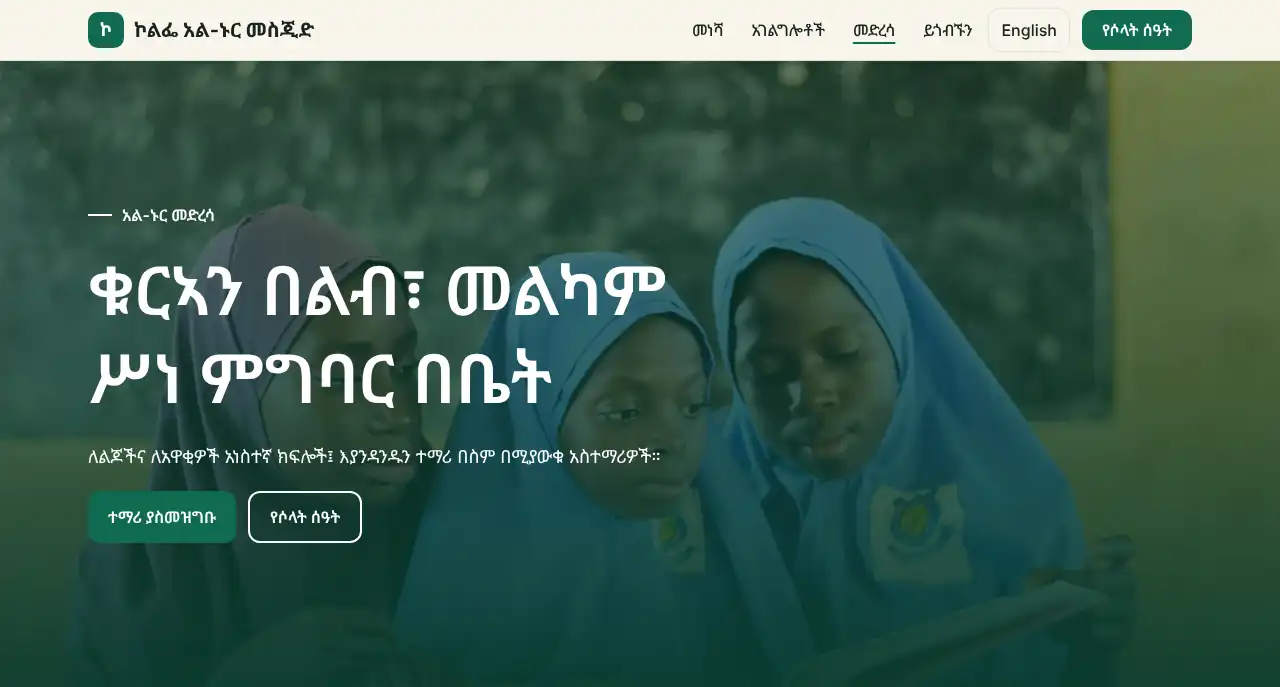 ኮ ኮልፌ አል-ኑር መስጂድ
መነሻ አገልግሎቶች መድረሳ ይጎብኙን English የሶላት ሰዓት
አል-ኑር መድረሳ
ቁርኣን በልብ፣ መልካም
ሥነ ምግባር በቤት
ለልጆችና ለአዋቂዎች አነስተኛ ክፍሎች፤ እያንዳንዱን ተማሪ በስም በሚያውቁ አስተማሪዎች።
ተማሪ ያስመዝግቡ የሶላት ሰዓት